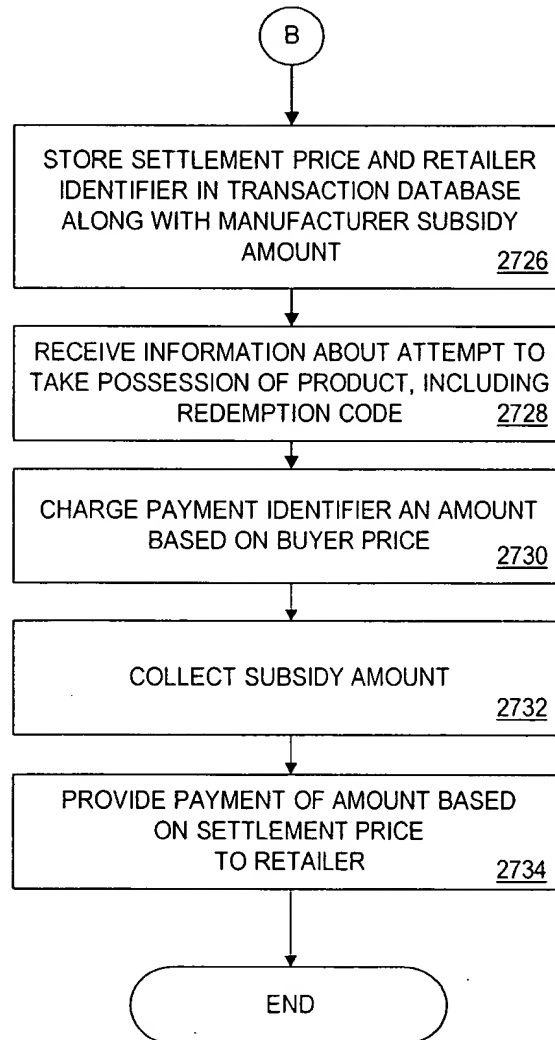 B
STORE SETTLEMENT PRICE AND RETAILER
IDENTIFIER IN TRANSACTION DATABASE
ALONG WITH MANUFACTURER SUBSIDY
AMOUNT
2726
RECEIVE INFORMATION ABOUT ATTEMPT TO
TAKE POSSESSION OF PRODUCT, INCLUDING
REDEMPTION CODE
2728
CHARGE PAYMENT IDENTIFIER AN AMOUNT
BASED ON BUYER PRICE
2730
COLLECT SUBSIDY AMOUNT
2732
PROVIDE PAYMENT OF AMOUNT BASED
ON SETTLEMENT PRICE
TO RETAILER
2734
END